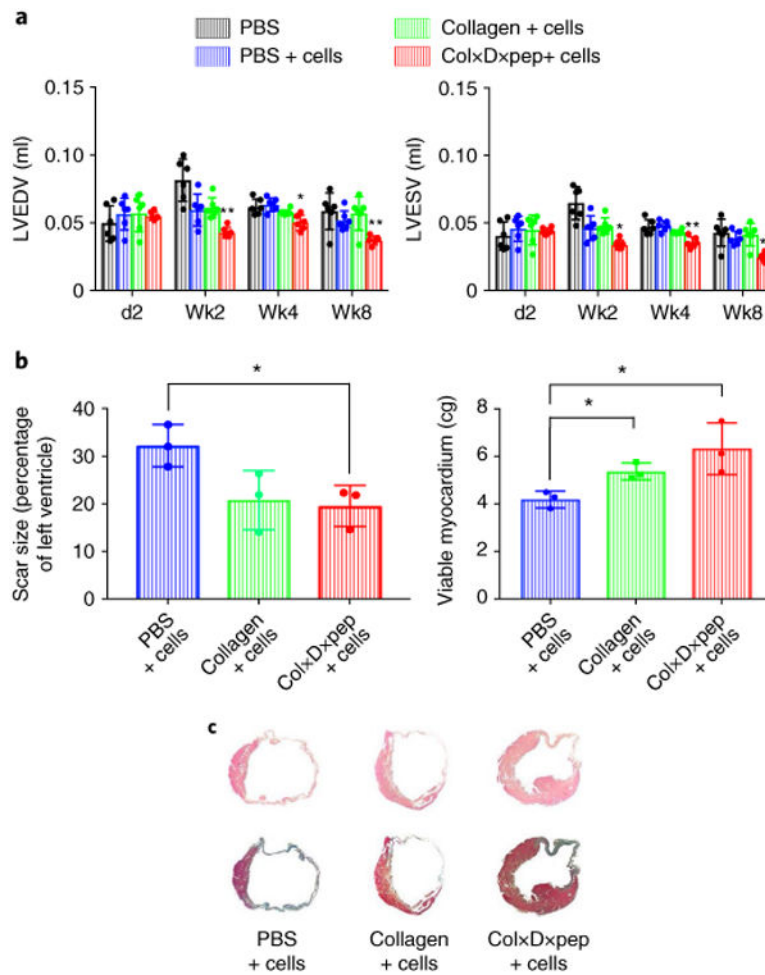 a
PBS
Collagen + cells
PBS + cells
Col×D×pep+ cells
LVEDV (ml)
0.15
0.10
0.05
0
d2
Wk2
Wk4
Wk8
**
*
**
LVESV (ml)
0.15
0.10
0.05
0
d2
Wk2
Wk4
Wk8
*
**
*
b
Scar size (percentage
of left ventricle)
40
30
20
10
0
*
PBS
+ cells
Collagen
+ cells
Col×D×pep
+ cells
Viable myocardium (cg)
8
6
4
2
0
*
*
PBS
+ cells
Collagen
+ cells
Col×D×pep
+ cells
c
PBS
+ cells
Collagen
+ cells
Col×D×pep
+ cells